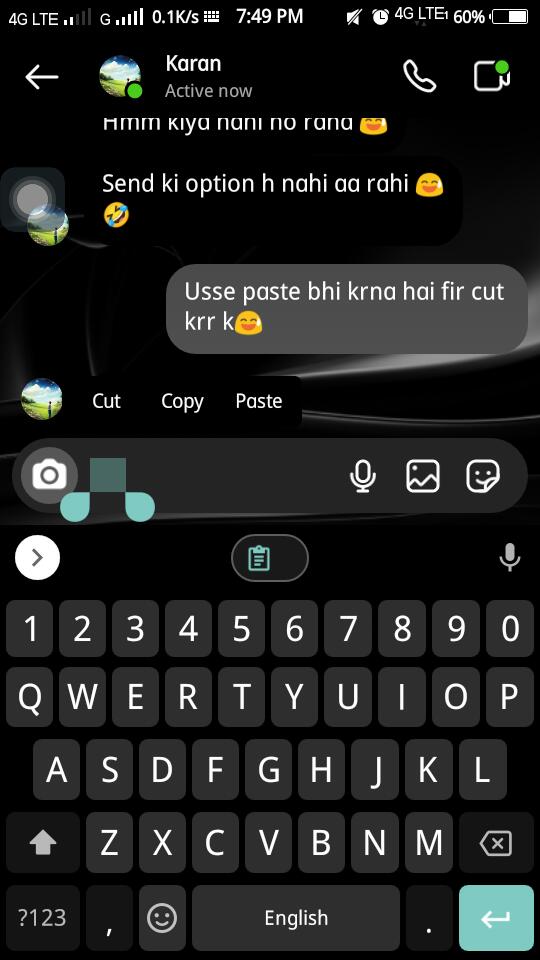 4G LTE G 0.1K/s 7:49 PM 4G LTE 60%
Karan
Active now
Hmm kiya nahi ho raha 😅
Send ki option h nahi aa rahi 😅
🤣
Usse paste bhi krna hai fir cut
krr k😅
Cut Copy Paste
1 2 3 4 5 6 7 8 9 0
Q W E R T Y U I O P
A S D F G H J K L
Z X C V B N M
?123 , English .